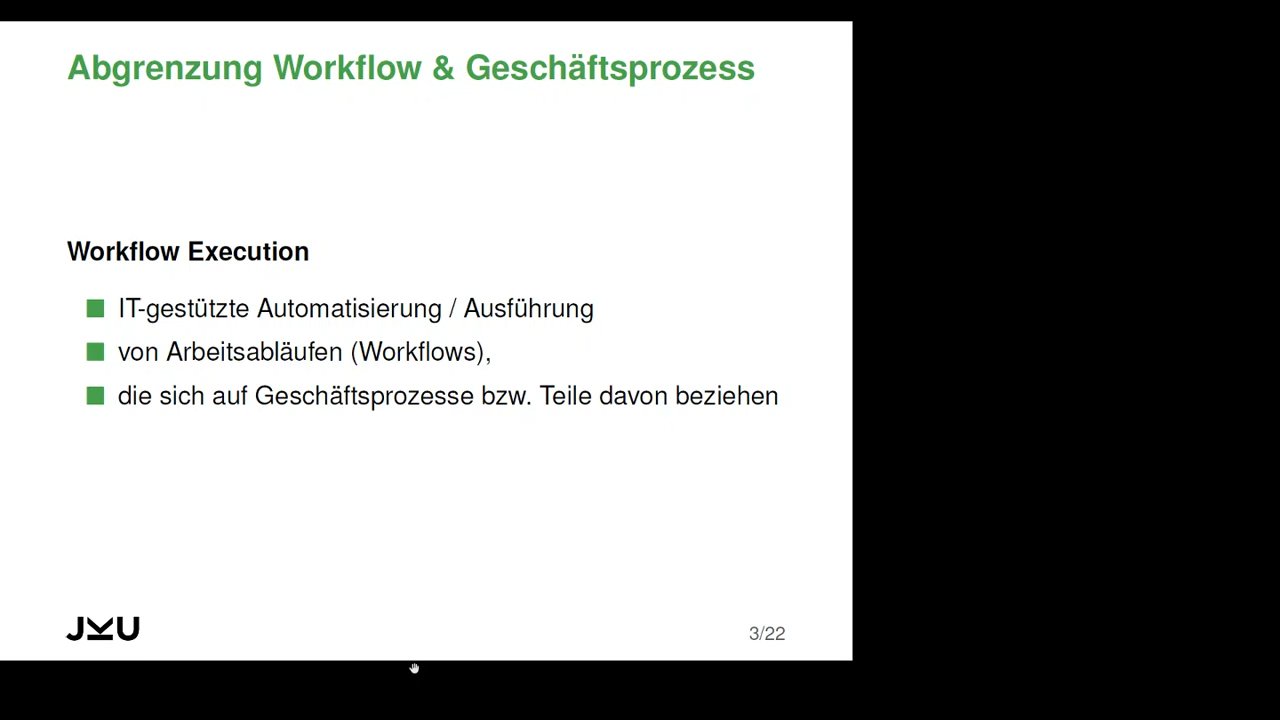 Abgrenzung Workflow & Geschäftsprozess
Workflow Execution
IT-gestützte Automatisierung / Ausführung
von Arbeitsabläufen (Workflows),
die sich auf Geschäftsprozesse bzw. Teile davon beziehen
JKU
3/22